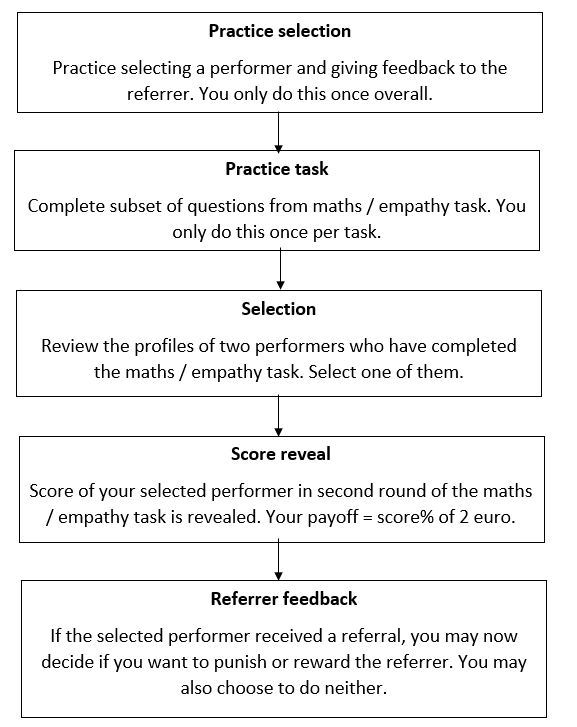 Practice selection
Practice selecting a performer and giving feedback to the
referrer. You only do this once overall.
Practice task
Complete subset of questions from maths / empathy task. You
only do this once per task.
Selection
Review the profiles of two performers who have completed
the maths / empathy task. Select one of them.
Score reveal
Score of your selected performer in second round of the maths
/ empathy task is revealed. Your payoff = score% of 2 euro.
Referrer feedback
If the selected performer received a referral, you may now
decide if you want to punish or reward the referrer. You may
also choose to do neither.